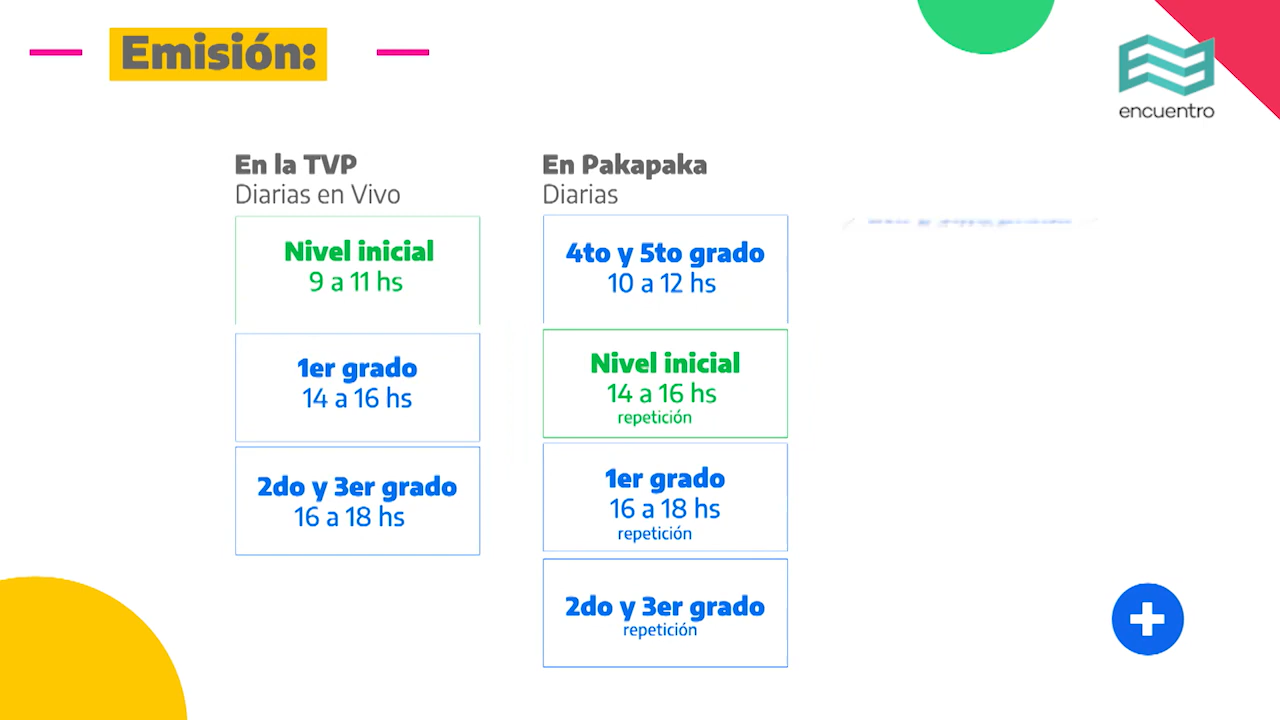 Emisión:
encuentro
En la TVP
Diarias en Vivo
Nivel inicial
9 a 11 hs
1er grado
14 a 16 hs
2do y 3er grado
16 a 18 hs
En Pakapaka
Diarias
4to y 5to grado
10 a 12 hs
Nivel inicial
14 a 16 hs
repetición
1er grado
16 a 18 hs
repetición
2do y 3er grado
repetición